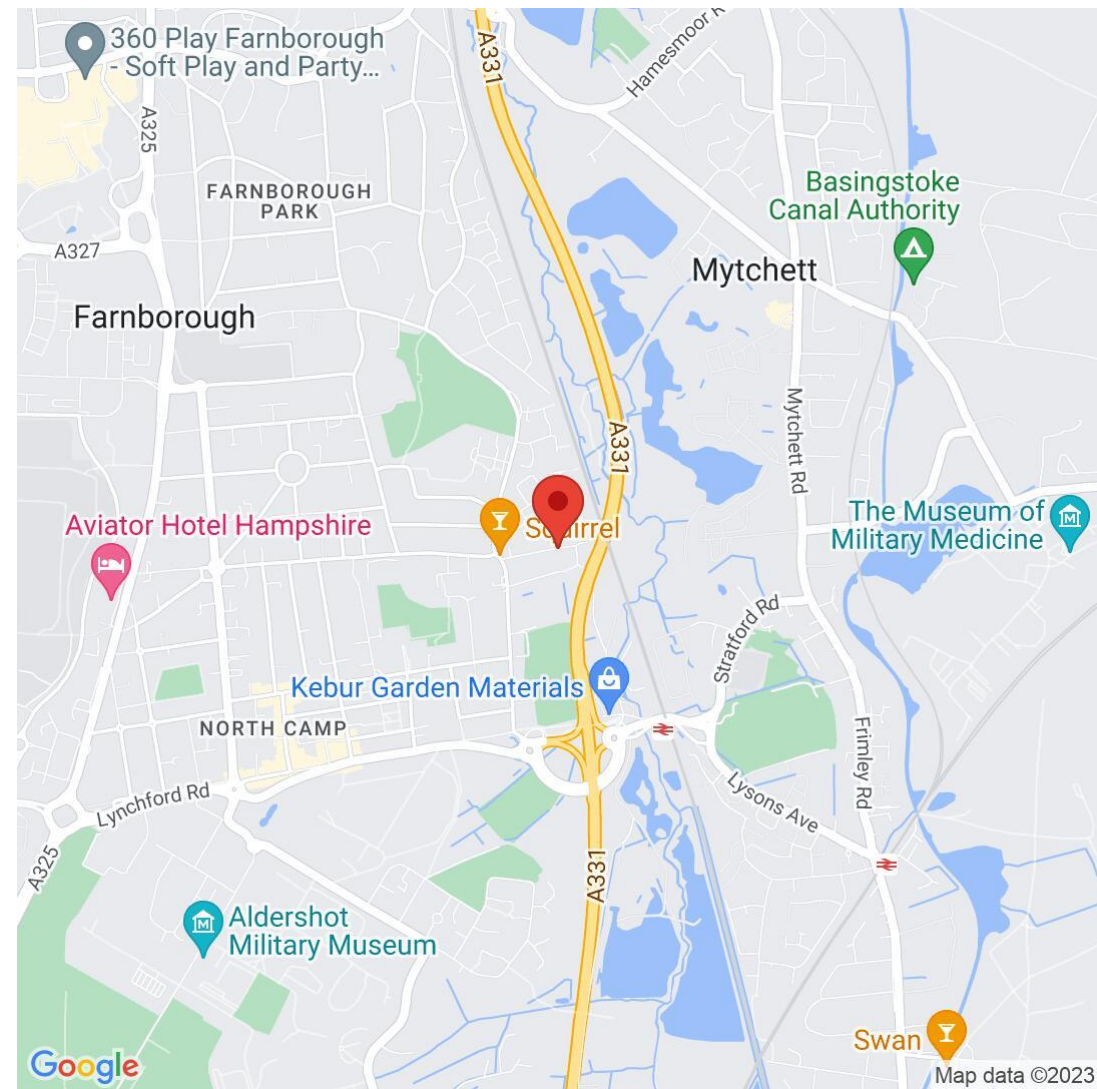 360 Play Farnborough
- Soft Play and Party...
A331
Hamesmoor R
A325
FARNBOROUGH
PARK
Basingstoke
Canal Authority
A327
Mytchett
Farnborough
Mytchett Rd
A331
Aviator Hotel Hampshire
Squirrel
The Museum of
Military Medicine
Stratford Rd
Kebur Garden Materials
NORTH CAMP
Frimley Rd
Lynchford Rd
Lysons Ave
A325
A331
Aldershot
Military Museum
Swan
Google
Map data ©2023